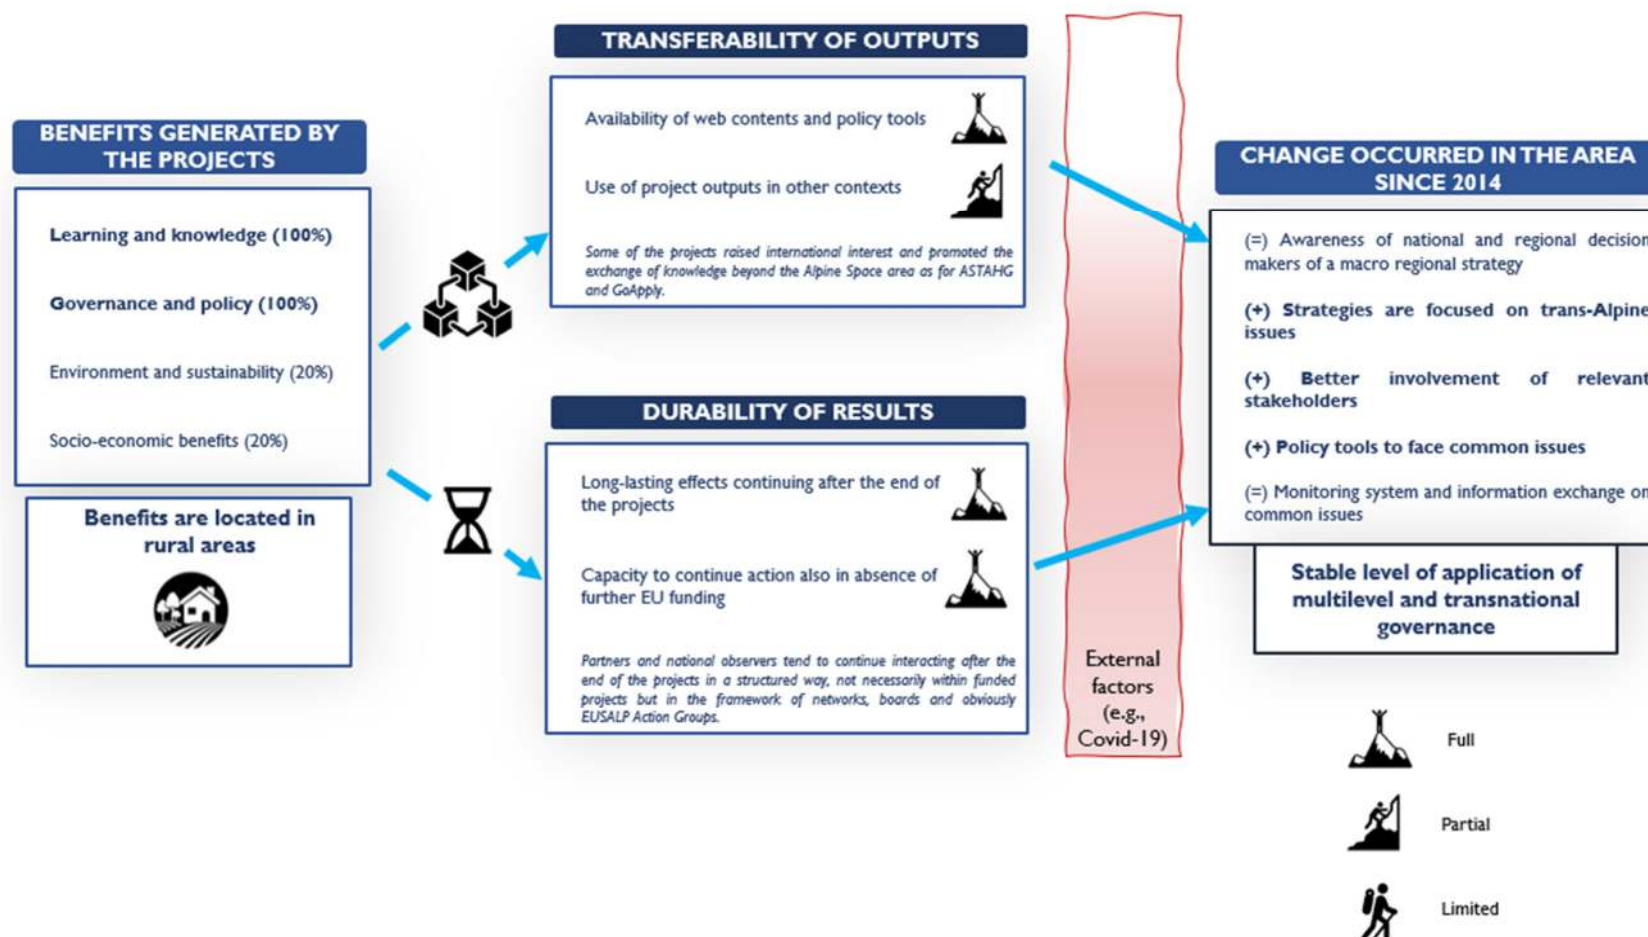 BENEFITS GENERATED BY
THE PROJECTS
Learning and knowledge (100%)
Governance and policy (100%)
Environment and sustainability (20%)
Socio-economic benefits (20%)
Benefits are located in
rural areas
TRANSFERABILITY OF OUTPUTS
Availability of web contents and policy tools
Use of project outputs in other contexts
Some of the projects raised international interest and promoted the
exchange of knowledge beyond the Alpine Space area as for ASTAHG
and GoApply.
DURABILITY OF RESULTS
Long-lasting effects continuing after the end of
the projects
Capacity to continue action also in absence of
further EU funding
Partners and national observers tend to continue interacting after the
end of the projects in a structured way, not necessarily within funded
projects but in the framework of networks, boards and obviously
EUSALP Action Groups.
External
factors
(e.g.,
Covid-19)
CHANGE OCCURRED IN THE AREA
SINCE 2014
(=) Awareness of national and regional decision
makers of a macro regional strategy
(+) Strategies are focused on trans-Alpine
issues
(+) Better involvement of relevant
stakeholders
(+) Policy tools to face common issues
(=) Monitoring system and information exchange on
common issues
Stable level of application of
multilevel and transnational
governance
Full
Partial
Limited